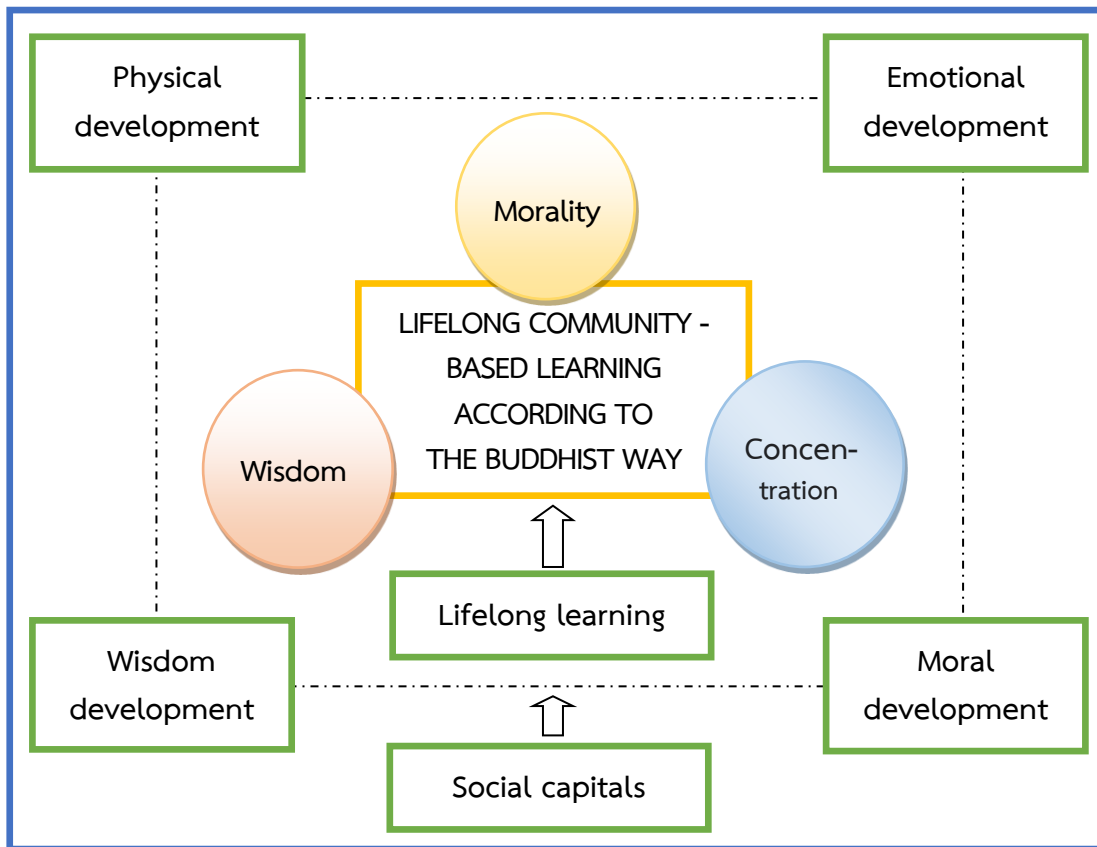 Physical
development
Emotional
development
Morality
LIFELONG COMMUNITY -
BASED LEARNING
ACCORDING TO
THE BUDDHIST WAY
Wisdom
Concen-
tration
Lifelong learning
Wisdom
development
Moral
development
Social capitals